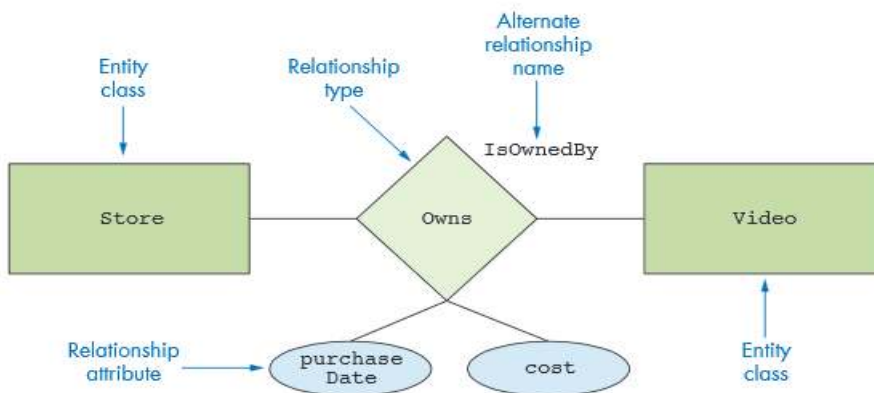 Alternate
relationship
name
Entity
class
Relationship
type
IsOwnedBy
Store
Owns
Video
Relationship
attribute
purchase
Date
cost
Entity
class